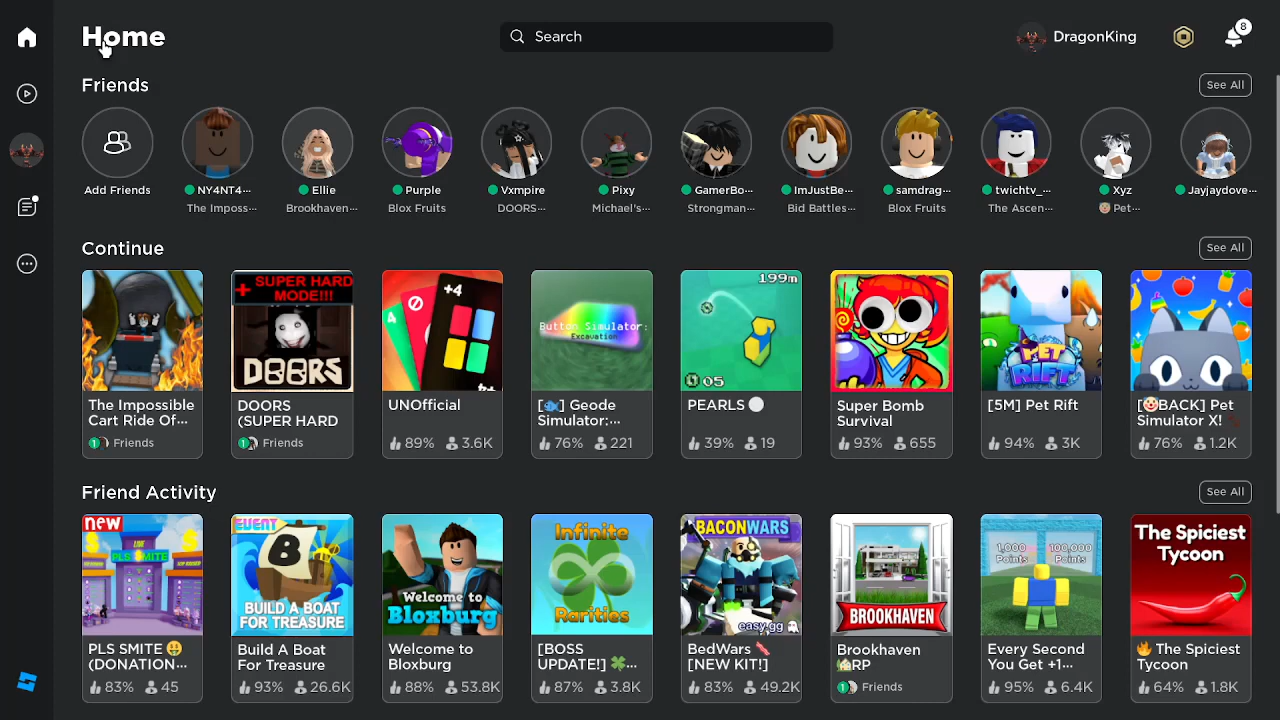 Home
Search
DragonKing
8
Friends
See All
Add Friends
NY4NT4···
The Imposs···
Ellie
Brookhaven···
Purple
Blox Fruits
Vxmpire
DOORS···
Pixy
Michael's···
GamerBo···
Strongman···
ImJustBe···
Bid Battles···
samdrag···
Blox Fruits
twichtv_···
The Ascen···
Xyz
Pet···
Jayjaydove···
Continue
See All
The Impossible
Cart Ride Of···
1 Friends
+ SUPER HARD
MODE!!!
DOORS
DOORS
(SUPER HARD
1 Friends
4
+4
UNOfficial
89% 3.6K
Button Simulator:
Excavation
[🐟] Geode
Simulator:···
76% 221
199m
05
PEARLS ⚪
39% 19
Super Bomb
Survival
93% 655
PET
RIFT
[5M] Pet Rift
94% 3K
[🤡BACK] Pet
Simulator X!
76% 1.2K
Friend Activity
See All
new
PLS SMITE
PLS SMITE 🤑
(DONATION···
83% 45
EVENT
B
BUILD A BOAT
FOR TREASURE
Build A Boat
For Treasure
93% 26.6K
Welcome to
Bloxburg
Welcome to
Bloxburg
88% 53.8K
Infinite
Rarities
[BOSS
UPDATE!] 🍀···
87% 3.8K
BACONWARS
easy.gg
BedWars 🥓
[NEW KIT!]
83% 49.2K
BROOKHAVEN
Brookhaven
🏡RP
1 Friends
1,000
Points
100,000
Points
Every Second
You Get +1···
95% 6.4K
The Spiciest
Tycoon
🔥 The Spiciest
Tycoon
64% 1.8K